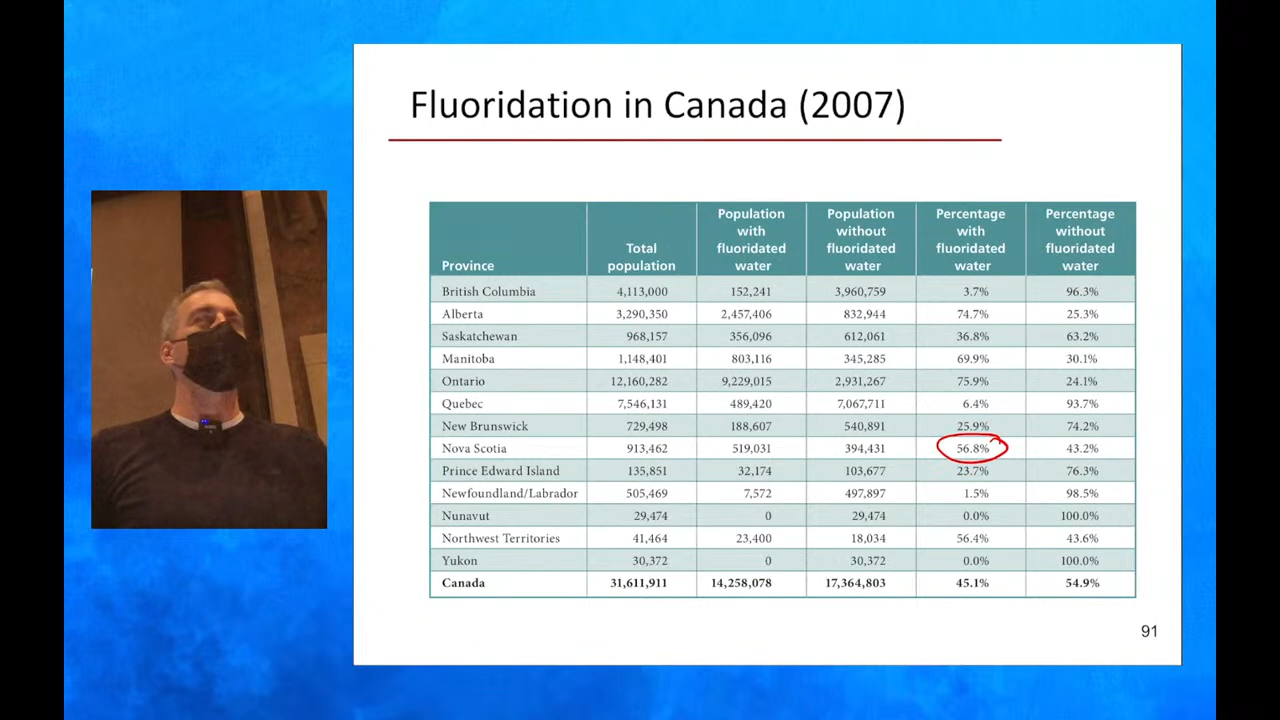 Fluoridation in Canada (2007)
Province Total population Population with fluoridated water Population without fluoridated water Percentage with fluoridated water Percentage without fluoridated water
British Columbia 4,113,000 152,241 3,960,759 3.7% 96.3%
Alberta 3,290,350 2,457,406 832,944 74.7% 25.3%
Saskatchewan 968,157 356,096 612,061 36.8% 63.2%
Manitoba 1,148,401 803,116 345,285 69.9% 30.1%
Ontario 12,160,282 9,229,015 2,931,267 75.9% 24.1%
Quebec 7,546,131 489,420 7,067,711 6.4% 93.7%
New Brunswick 729,498 188,607 540,891 25.9% 74.2%
Nova Scotia 913,462 519,031 394,431 56.8% 43.2%
Prince Edward Island 135,851 32,174 103,677 23.7% 76.3%
Newfoundland/Labrador 505,469 7,572 497,897 1.5% 98.5%
Nunavut 29,474 0 29,474 0.0% 100.0%
Northwest Territories 41,464 23,400 18,034 56.4% 43.6%
Yukon 30,372 0 30,372 0.0% 100.0%
Canada 31,611,911 14,258,078 17,364,803 45.1% 54.9%
91